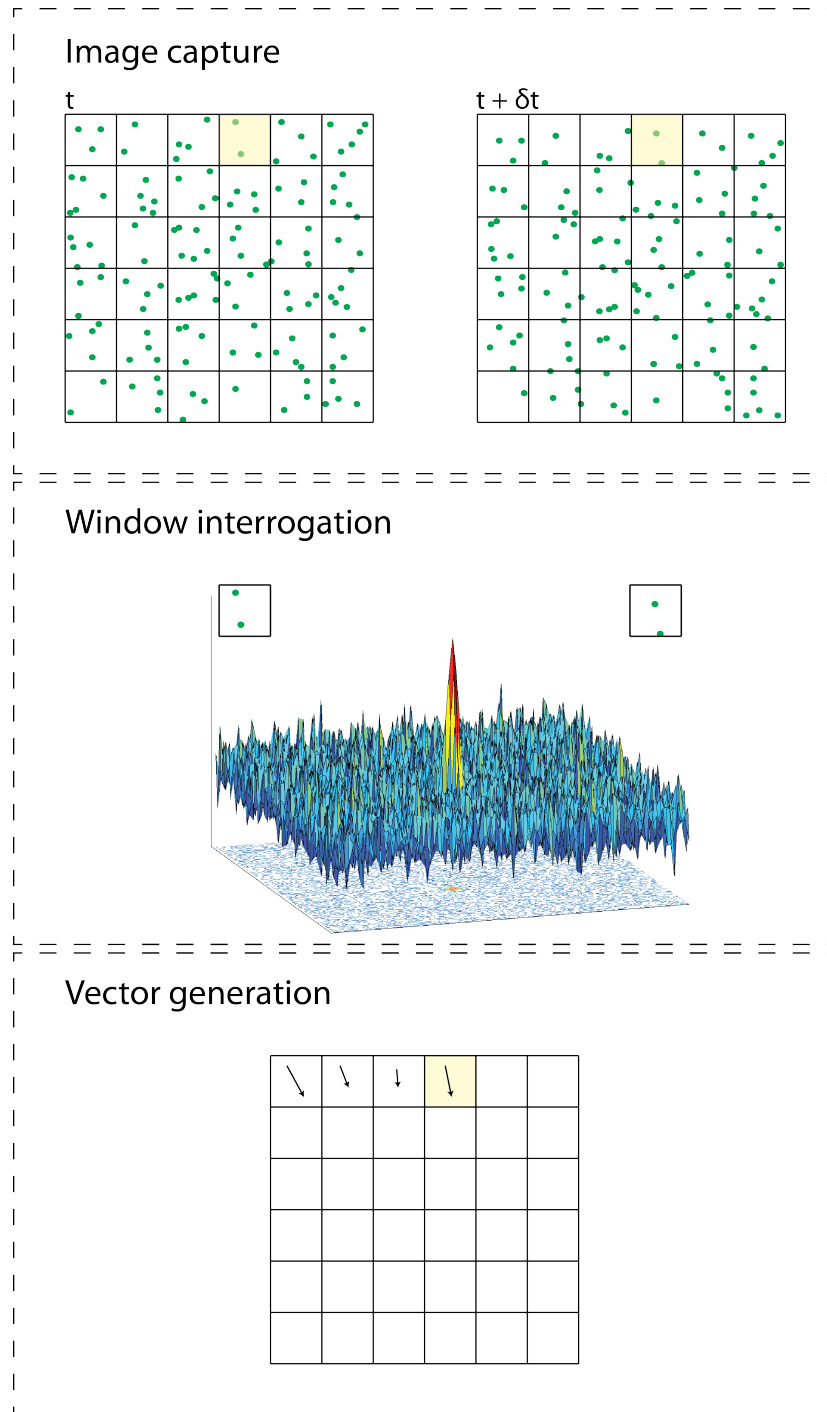 Image capture
t
t + δt
Window interrogation
Vector generation